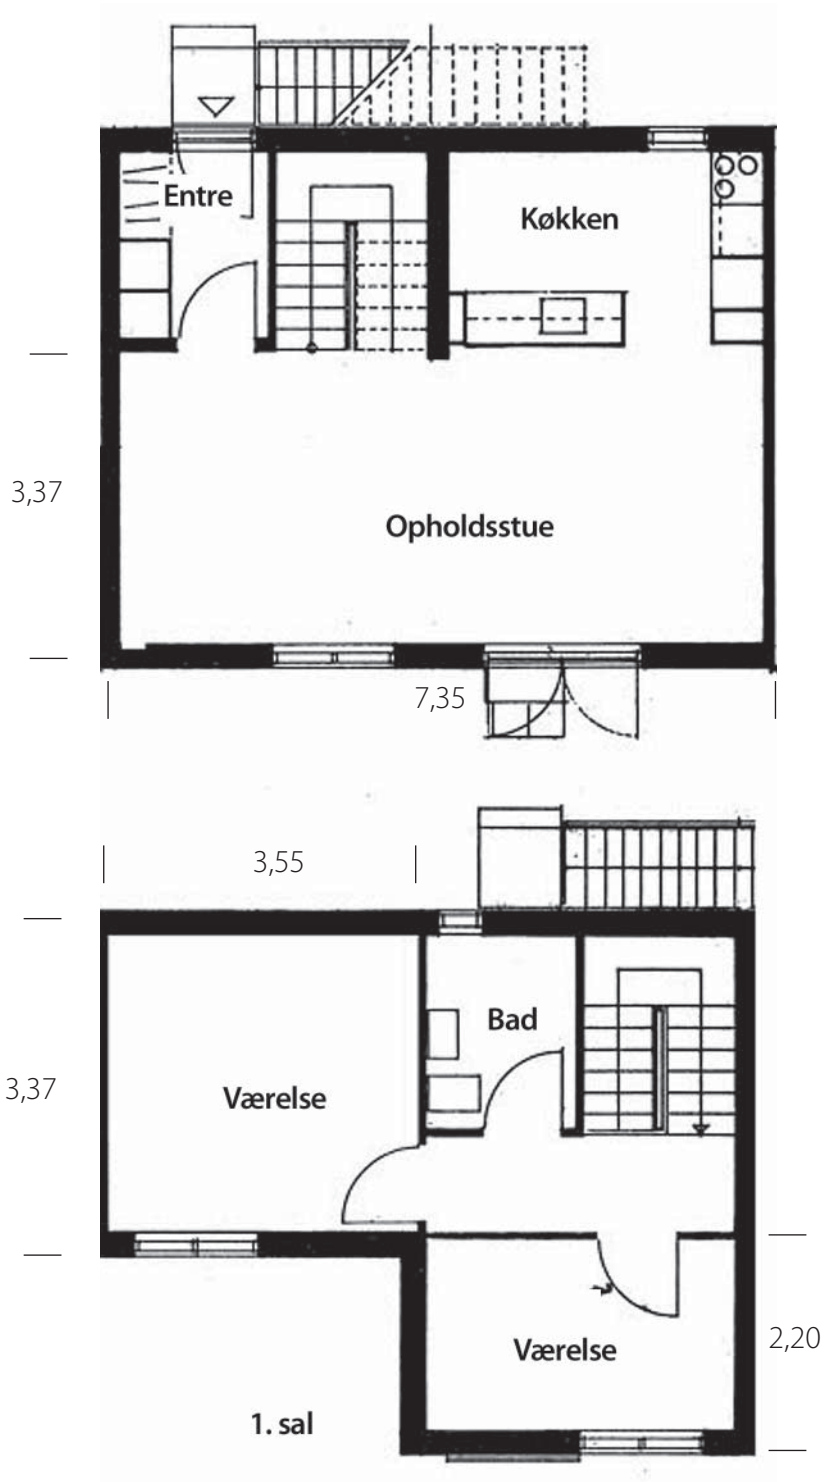 Entre
Køkken
3,37
Opholdsstue
7,35
3,55
Bad
3,37
Værelse
2,20
Værelse
1. sal